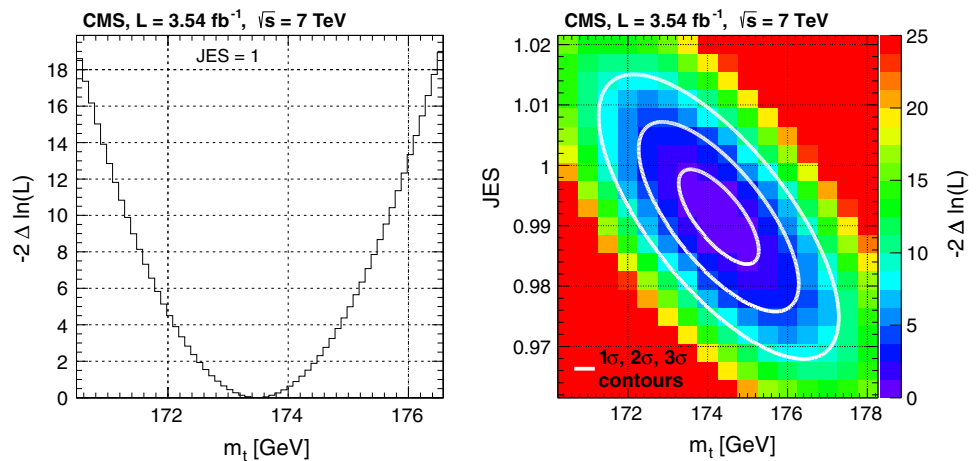 CMS, L = 3.54 fb⁻¹, √s = 7 TeV
JES = 1
-2 Δ ln(L)
18
16
14
12
10
8
6
4
2
0
172 174 176
mₜ [GeV]
CMS, L = 3.54 fb⁻¹, √s = 7 TeV
JES
1.02
1.01
1
0.99
0.98
0.97
1σ, 2σ, 3σ
contours
172 174 176 178
mₜ [GeV]
25
20
15
10
5
0
-2 Δ ln(L)